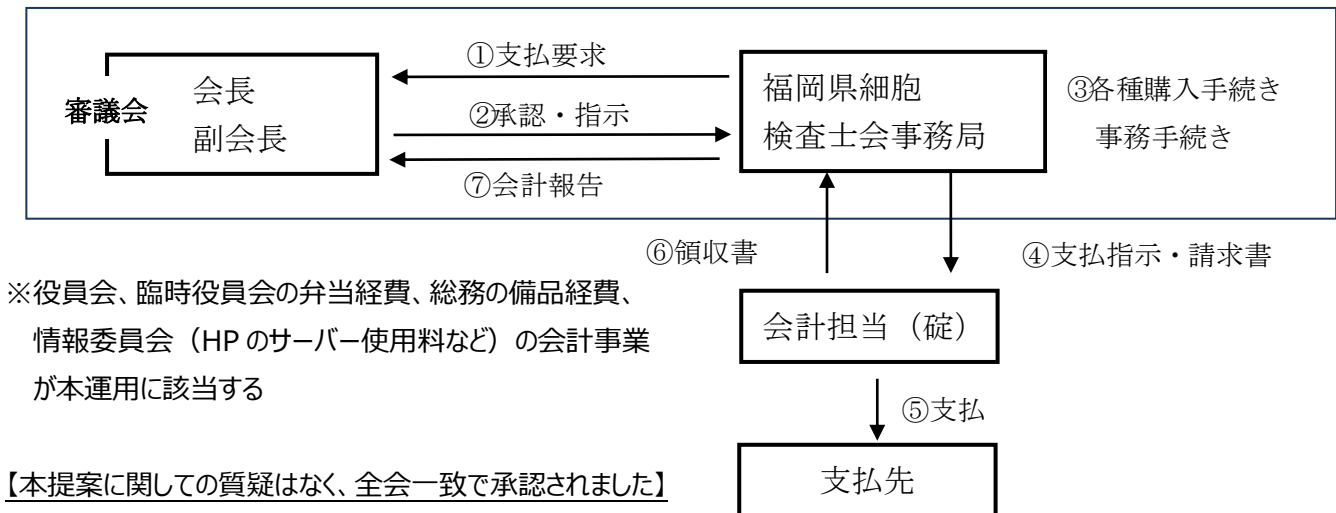 ①支払要求
審議会
会長
副会長
②承認・指示
⑦会計報告
福岡県細胞
検査士会事務局
③各種購入手続き
事務手続き
⑥領収書
④支払指示・請求書
※役員会、臨時役員会の弁当経費、総務の備品経費、
情報委員会（HP のサーバー使用料など）の会計事業
が本運用に該当する
会計担当（碇）
⑤支払
支払先
【本提案に関しての質疑はなく、全会一致で承認されました】